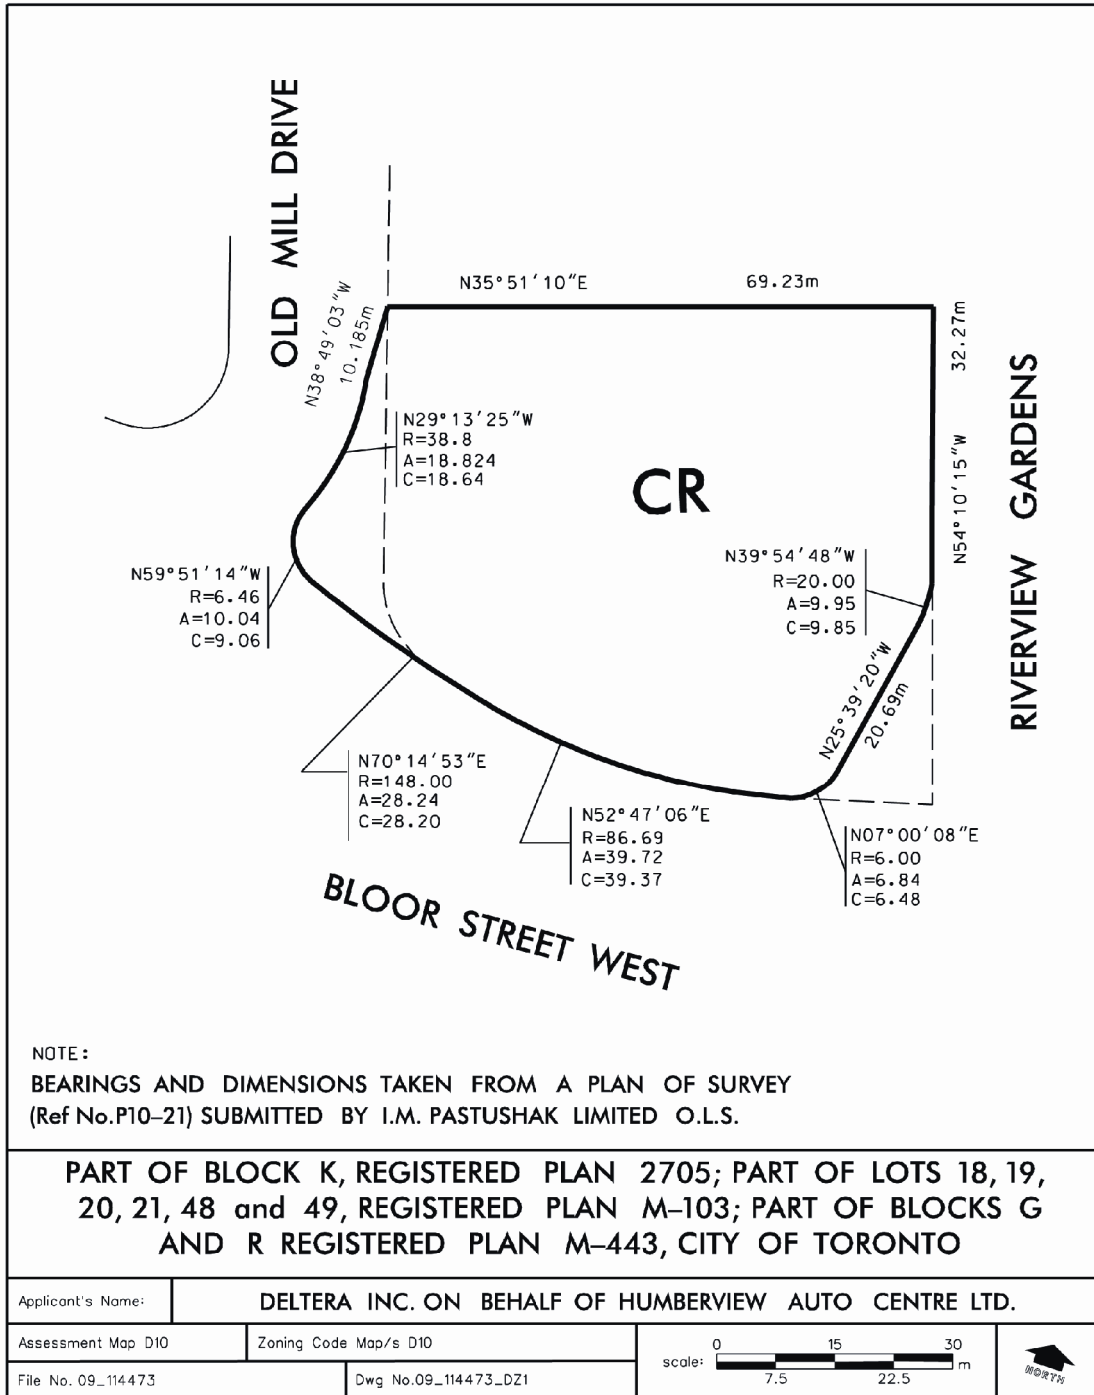 OLD MILL DRIVE
N35°51'10"E 69.23m
N38°49'03"W
10.185m
32.27m
N54°10'15"W
RIVERVIEW GARDENS
N29°13'25"W
R=38.8
A=18.824
C=18.64
CR
N59°51'14"W
R=6.46
A=10.04
C=9.06
N39°54'48"W
R=20.00
A=9.95
C=9.85
N25°39'20"W
20.69m
N70°14'53"E
R=148.00
A=28.24
C=28.20
N52°47'06"E
R=86.69
A=39.72
C=39.37
N07°00'08"E
R=6.00
A=6.84
C=6.48
BLOOR STREET WEST
NOTE:
BEARINGS AND DIMENSIONS TAKEN FROM A PLAN OF SURVEY
(Ref No.P10–21) SUBMITTED BY I.M. PASTUSHAK LIMITED O.L.S.
PART OF BLOCK K, REGISTERED PLAN 2705; PART OF LOTS 18, 19,
20, 21, 48 and 49, REGISTERED PLAN M–103; PART OF BLOCKS G
AND R REGISTERED PLAN M–443, CITY OF TORONTO
Applicant's Name: DELTERA INC. ON BEHALF OF HUMBERVIEW AUTO CENTRE LTD.
Assessment Map D10 Zoning Code Map/s D10
File No. 09_114473 Dwg No.09_114473_DZ1
0 15 30
scale: m
7.5 22.5
NORTH